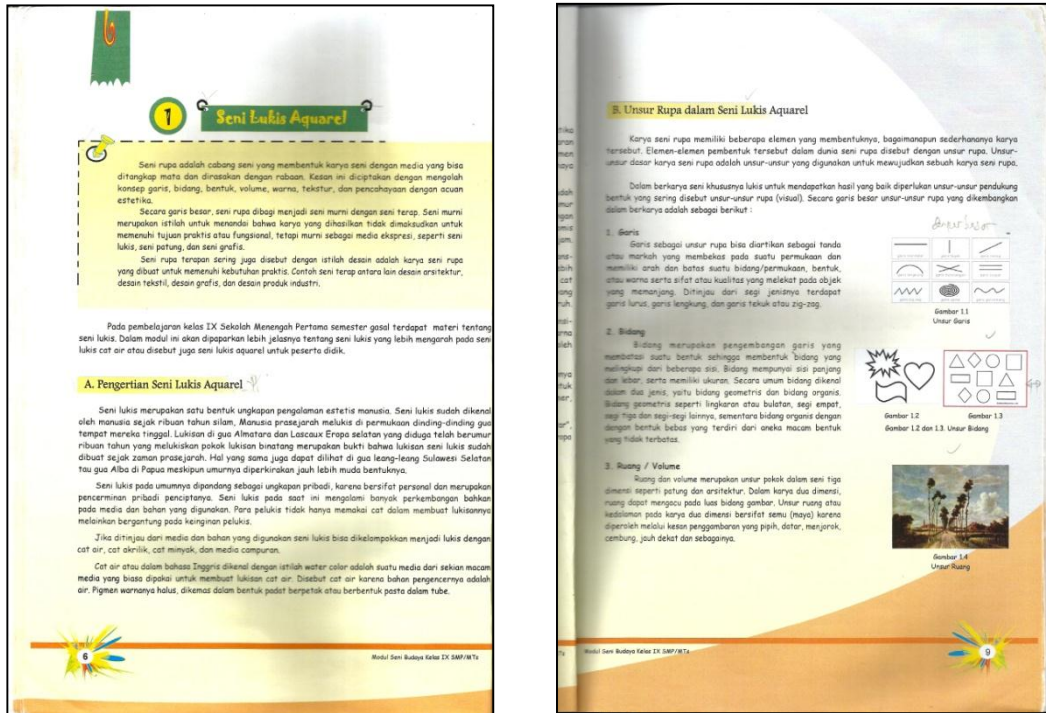 1
Seni Lukis Aquarel
Seni rupa adalah cabang seni yang membentuk karya seni dengan media yang bisa
ditangkap mata dan dirasakan dengan rabaan. Kesan ini diciptakan dengan mengolah
konsep garis, bidang, bentuk, volume, warna, tekstur, dan pencahayaan dengan acuan
estetika.
Secara garis besar, seni rupa dibagi menjadi seni murni dengan seni terap. Seni murni
merupakan istilah untuk menandai bahwa karya yang dihasilkan tidak dimaksudkan untuk
memenuhi tujuan praktis atau fungsional, tetapi murni sebagai media ekspresi, seperti seni
lukis, seni patung, dan seni grafis.
Seni rupa terapan sering juga disebut dengan istilah desain adalah karya seni rupa
yang dibuat untuk memenuhi kebutuhan praktis. Contoh seni terap antara lain desain arsitektur,
desain tekstil, desain grafis, dan desain produk industri.
Pada pembelajaran kelas IX Sekolah Menengah Pertama semester gasal terdapat materi tentang
seni lukis. Dalam modul ini akan dipaparkan lebih jelasnya tentang seni lukis yang lebih mengarah pada seni
lukis cat air atau disebut juga seni lukis aquarel untuk peserta didik.
A. Pengertian Seni Lukis Aquarel
Seni lukis merupakan satu bentuk ungkapan pengalaman estetis manusia. Seni lukis sudah dikenal
oleh manusia sejak ribuan tahun silam, Manusia prasejarah melukis di permukaan dinding-dinding gua
tempat mereka tinggal. Lukisan di gua Almatara dan Lascaux Eropa selatan yang diduga telah berumur
ribuan tahun yang melukiskan pokok lukisan binatang merupakan bukti bahwa lukisan seni lukis sudah
dibuat sejak zaman prasejarah. Hal yang sama juga dapat dilihat di gua leang-leang Sulawesi Selatan
tau gua Alba di Papua meskipun umurnya diperkirakan jauh lebih muda bentuknya.
Seni lukis pada umumnya dipandang sebagai ungkapan pribadi, karena bersifat personal dan merupakan
pencerminan pribadi penciptanya. Seni lukis pada saat ini mengalami banyak perkembangan bahkan
pada media dan bahan yang digunakan. Para pelukis tidak hanya memakai cat dalam membuat lukisannya
melainkan bergantung pada keinginan pelukis.
Jika ditinjau dari media dan bahan yang digunakan seni lukis bisa dikelompokkan menjadi lukis dengan
cat air, cat akrilik, cat minyak, dan media campuran.
Cat air atau dalam bahasa Inggris dikenal dengan istilah water color adalah suatu media dari sekian macam
media yang biasa dipakai untuk membuat lukisan cat air. Disebut cat air karena bahan pengencernya adalah
air. Pigmen warnanya halus, dikemas dalam bentuk padat berpetak atau berbentuk pasta dalam tube.
6
Modul Seni Budaya Kelas IX SMP/MTs
B. Unsur Rupa dalam Seni Lukis Aquarel
Karya seni rupa memiliki beberapa elemen yang membentuknya, bagaimanapun sederhananya karya
tersebut. Elemen-elemen pembentuk tersebut dalam dunia seni rupa disebut dengan unsur rupa. Unsur-
unsur dasar karya seni rupa adalah unsur-unsur yang digunakan untuk mewujudkan sebuah karya seni rupa.
Dalam berkarya seni khususnya lukis untuk mendapatkan hasil yang baik diperlukan unsur-unsur pendukung
bentuk yang sering disebut unsur-unsur rupa (visual). Secara garis besar unsur-unsur rupa yang dikembangkan
dalam berkarya adalah sebagai berikut :
1. Garis
Garis sebagai unsur rupa bisa diartikan sebagai tanda
atau markah yang membekas pada suatu permukaan dan
memiliki arah dan batas suatu bidang/permukaan, bentuk,
atau warna serta sifat atau kualitas yang melekat pada objek
yang memanjang. Ditinjau dari segi jenisnya terdapat
garis lurus, garis lengkung, dan garis tekuk atau zig-zag.
Gambar 1.1
Unsur Garis
2. Bidang
Bidang merupakan pengembangan garis yang
membatasi suatu bentuk sehingga membentuk bidang yang
melingkupi dari beberapa sisi. Bidang mempunyai sisi panjang
dan lebar, serta memiliki ukuran. Secara umum bidang dikenal
dalam dua jenis, yaitu bidang geometris dan bidang organis.
Bidang geometris seperti lingkaran atau bulatan, segi empat,
segi tiga dan segi-segi lainnya, sementara bidang organis dengan
dengan bentuk bebas yang terdiri dari aneka macam bentuk
yang tidak terbatas.
Gambar 1.2
Gambar 1.3
Gambar 1.2 dan 1.3. Unsur Bidang
3. Ruang / Volume
Ruang dan volume merupakan unsur pokok dalam seni tiga
dimensi seperti patung dan arsitektur. Dalam karya dua dimensi,
ruang dapat mengacu pada luas bidang gambar. Unsur ruang atau
kedalaman pada karya dua dimensi bersifat semu (maya) karena
diperoleh melalui kesan penggambaran yang pipih, datar, menjorok,
cembung, jauh dekat dan sebagainya.
Gambar 1.4
Unsur Ruang
Modul Seni Budaya Kelas IX SMP/MTs
9